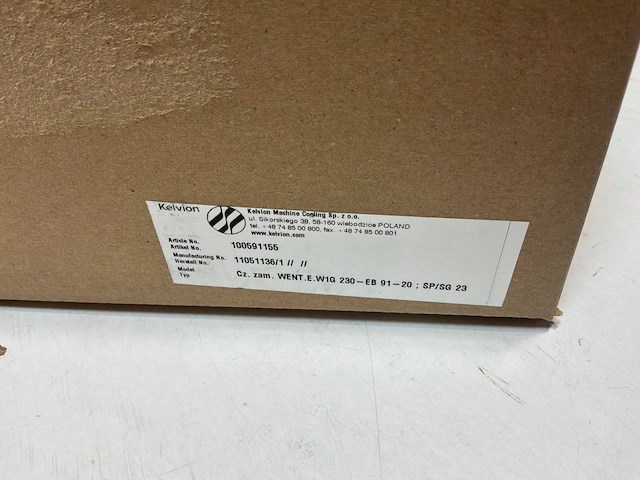 Kelvion
Kelvion Machine Cooling Sp. z o.o.
ul. Sikorskiego 38, 58-160 wiebodzice POLAND
tel. +48 74 85 00 800, fax. +48 74 85 00 801
www.kelvion.com
Article No.
Artikel No. 100591155
Manufacturing No. 11051136/1 // //
Herstell No.
Model Cz. zam. WENT.E.W1G 230-EB 91-20 ; SP/SG 23
Typ